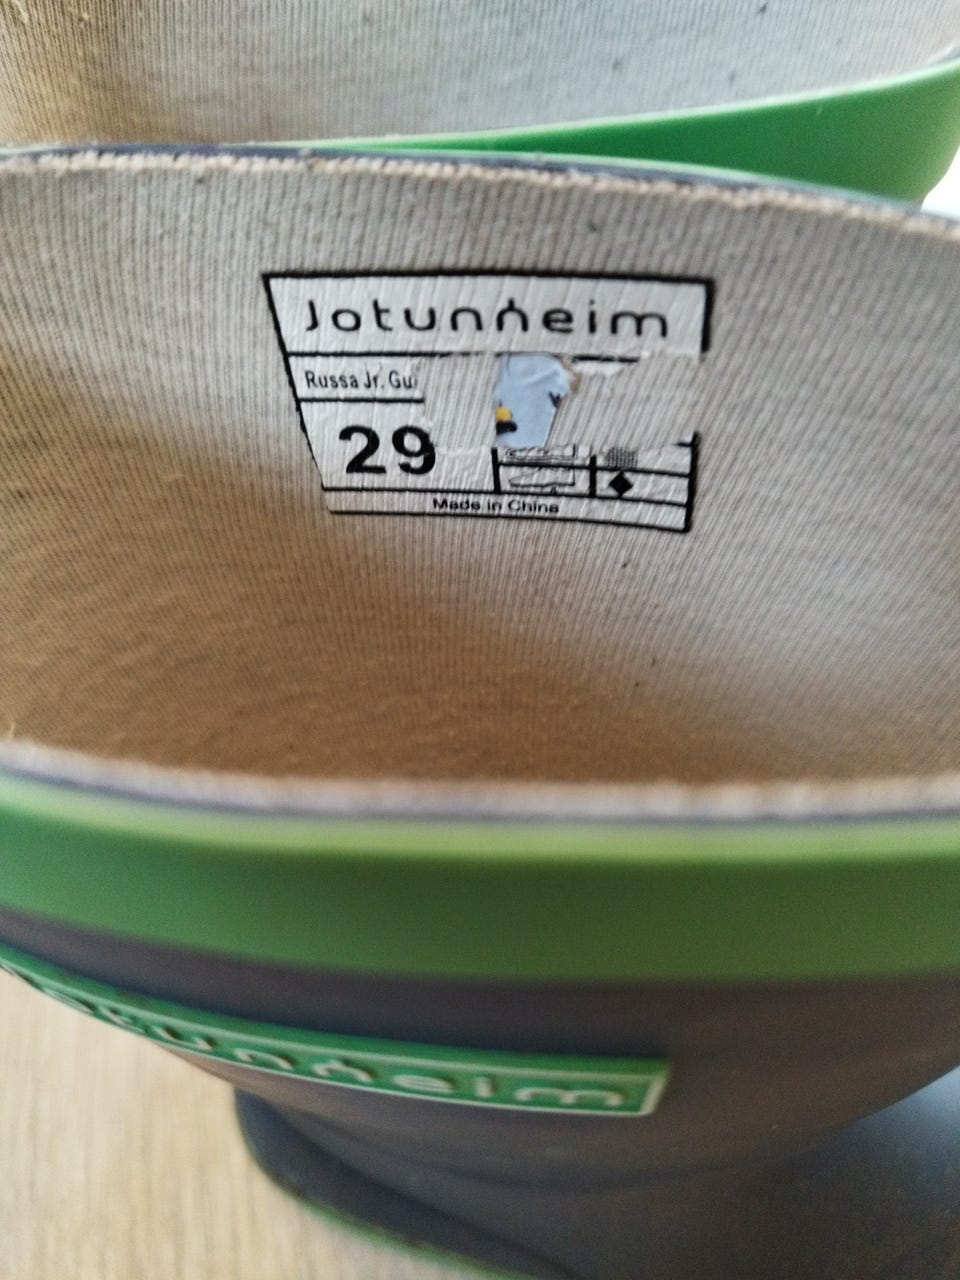 Jotunheim
Russa Jr. Gu
29
Made in China
Jotunheim